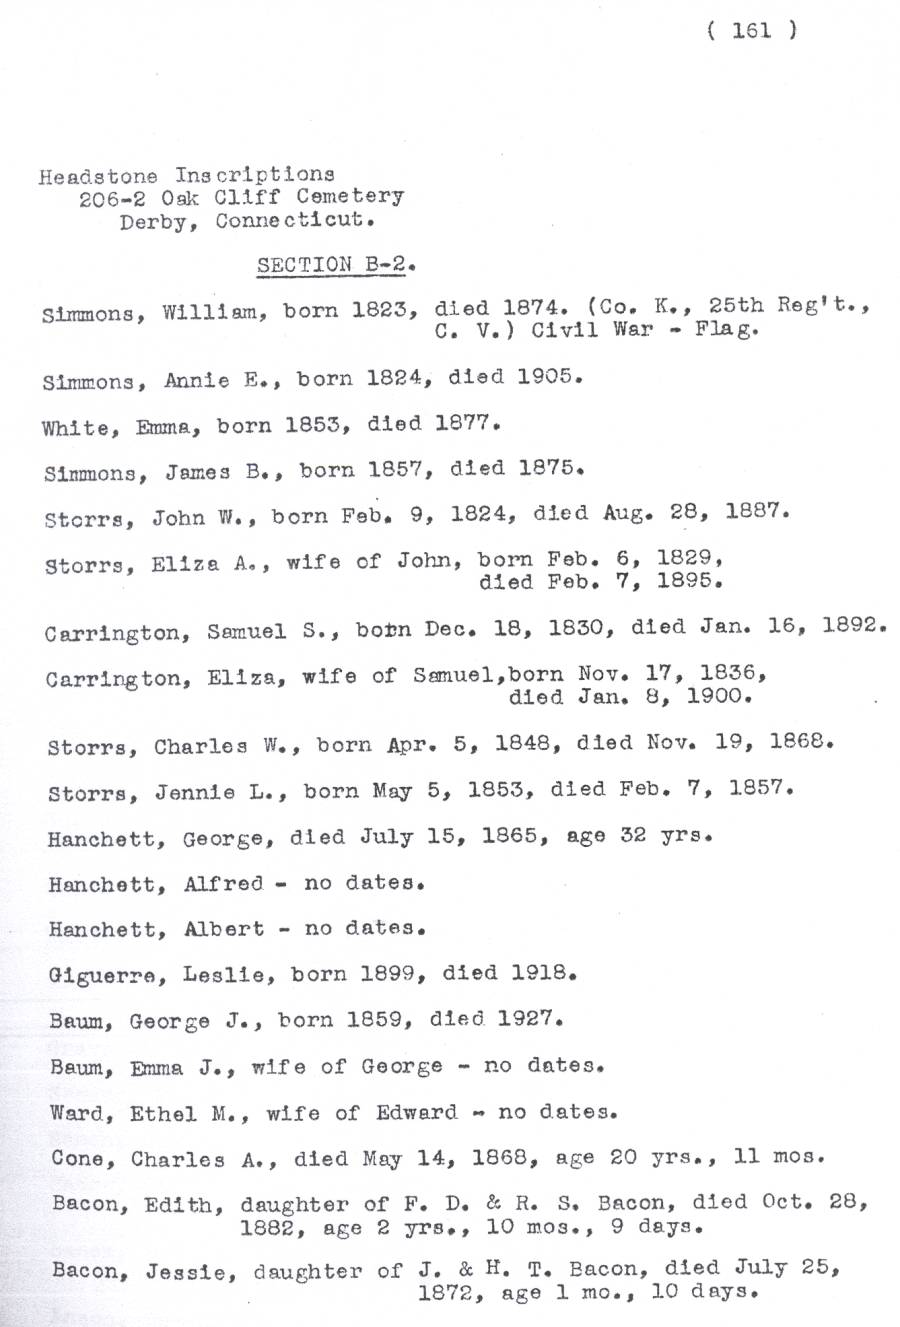 ( 161 )
Headstone Inscriptions
206-2 Oak Cliff Cemetery
Derby, Connecticut.
SECTION B-2.
Simmons, William, born 1823, died 1874. (Co. K., 25th Reg't.,
C. V.) Civil War - Flag.
Simmons, Annie E., born 1824, died 1905.
White, Emma, born 1853, died 1877.
Simmons, James B., born 1857, died 1875.
Storrs, John W., born Feb. 9, 1824, died Aug. 28, 1887.
Storrs, Eliza A., wife of John, born Feb. 6, 1829,
died Feb. 7, 1895.
Carrington, Samuel S., born Dec. 18, 1830, died Jan. 16, 1892.
Carrington, Eliza, wife of Samuel,born Nov. 17, 1836,
died Jan. 8, 1900.
Storrs, Charles W., born Apr. 5, 1848, died Nov. 19, 1868.
Storrs, Jennie L., born May 5, 1853, died Feb. 7, 1857.
Hanchett, George, died July 15, 1865, age 32 yrs.
Hanchett, Alfred - no dates.
Hanchett, Albert - no dates.
Giguerre, Leslie, born 1899, died 1918.
Baum, George J., born 1859, died 1927.
Baum, Emma J., wife of George - no dates.
Ward, Ethel M., wife of Edward - no dates.
Cone, Charles A., died May 14, 1868, age 20 yrs., 11 mos.
Bacon, Edith, daughter of F. D. & R. S. Bacon, died Oct. 28,
1882, age 2 yrs., 10 mos., 9 days.
Bacon, Jessie, daughter of J. & H. T. Bacon, died July 25,
1872, age 1 mo., 10 days.